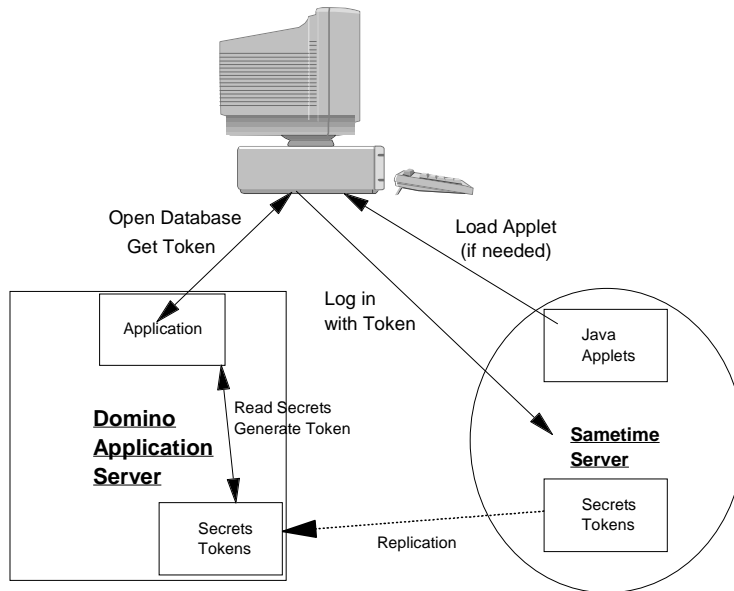 Open Database
Get Token
Load Applet
(if needed)
Log in
with Token
Application
Java
Applets
Read Secrets
Generate Token
Domino
Application
Server
Sametime
Server
Secrets
Tokens
Secrets
Tokens
Replication